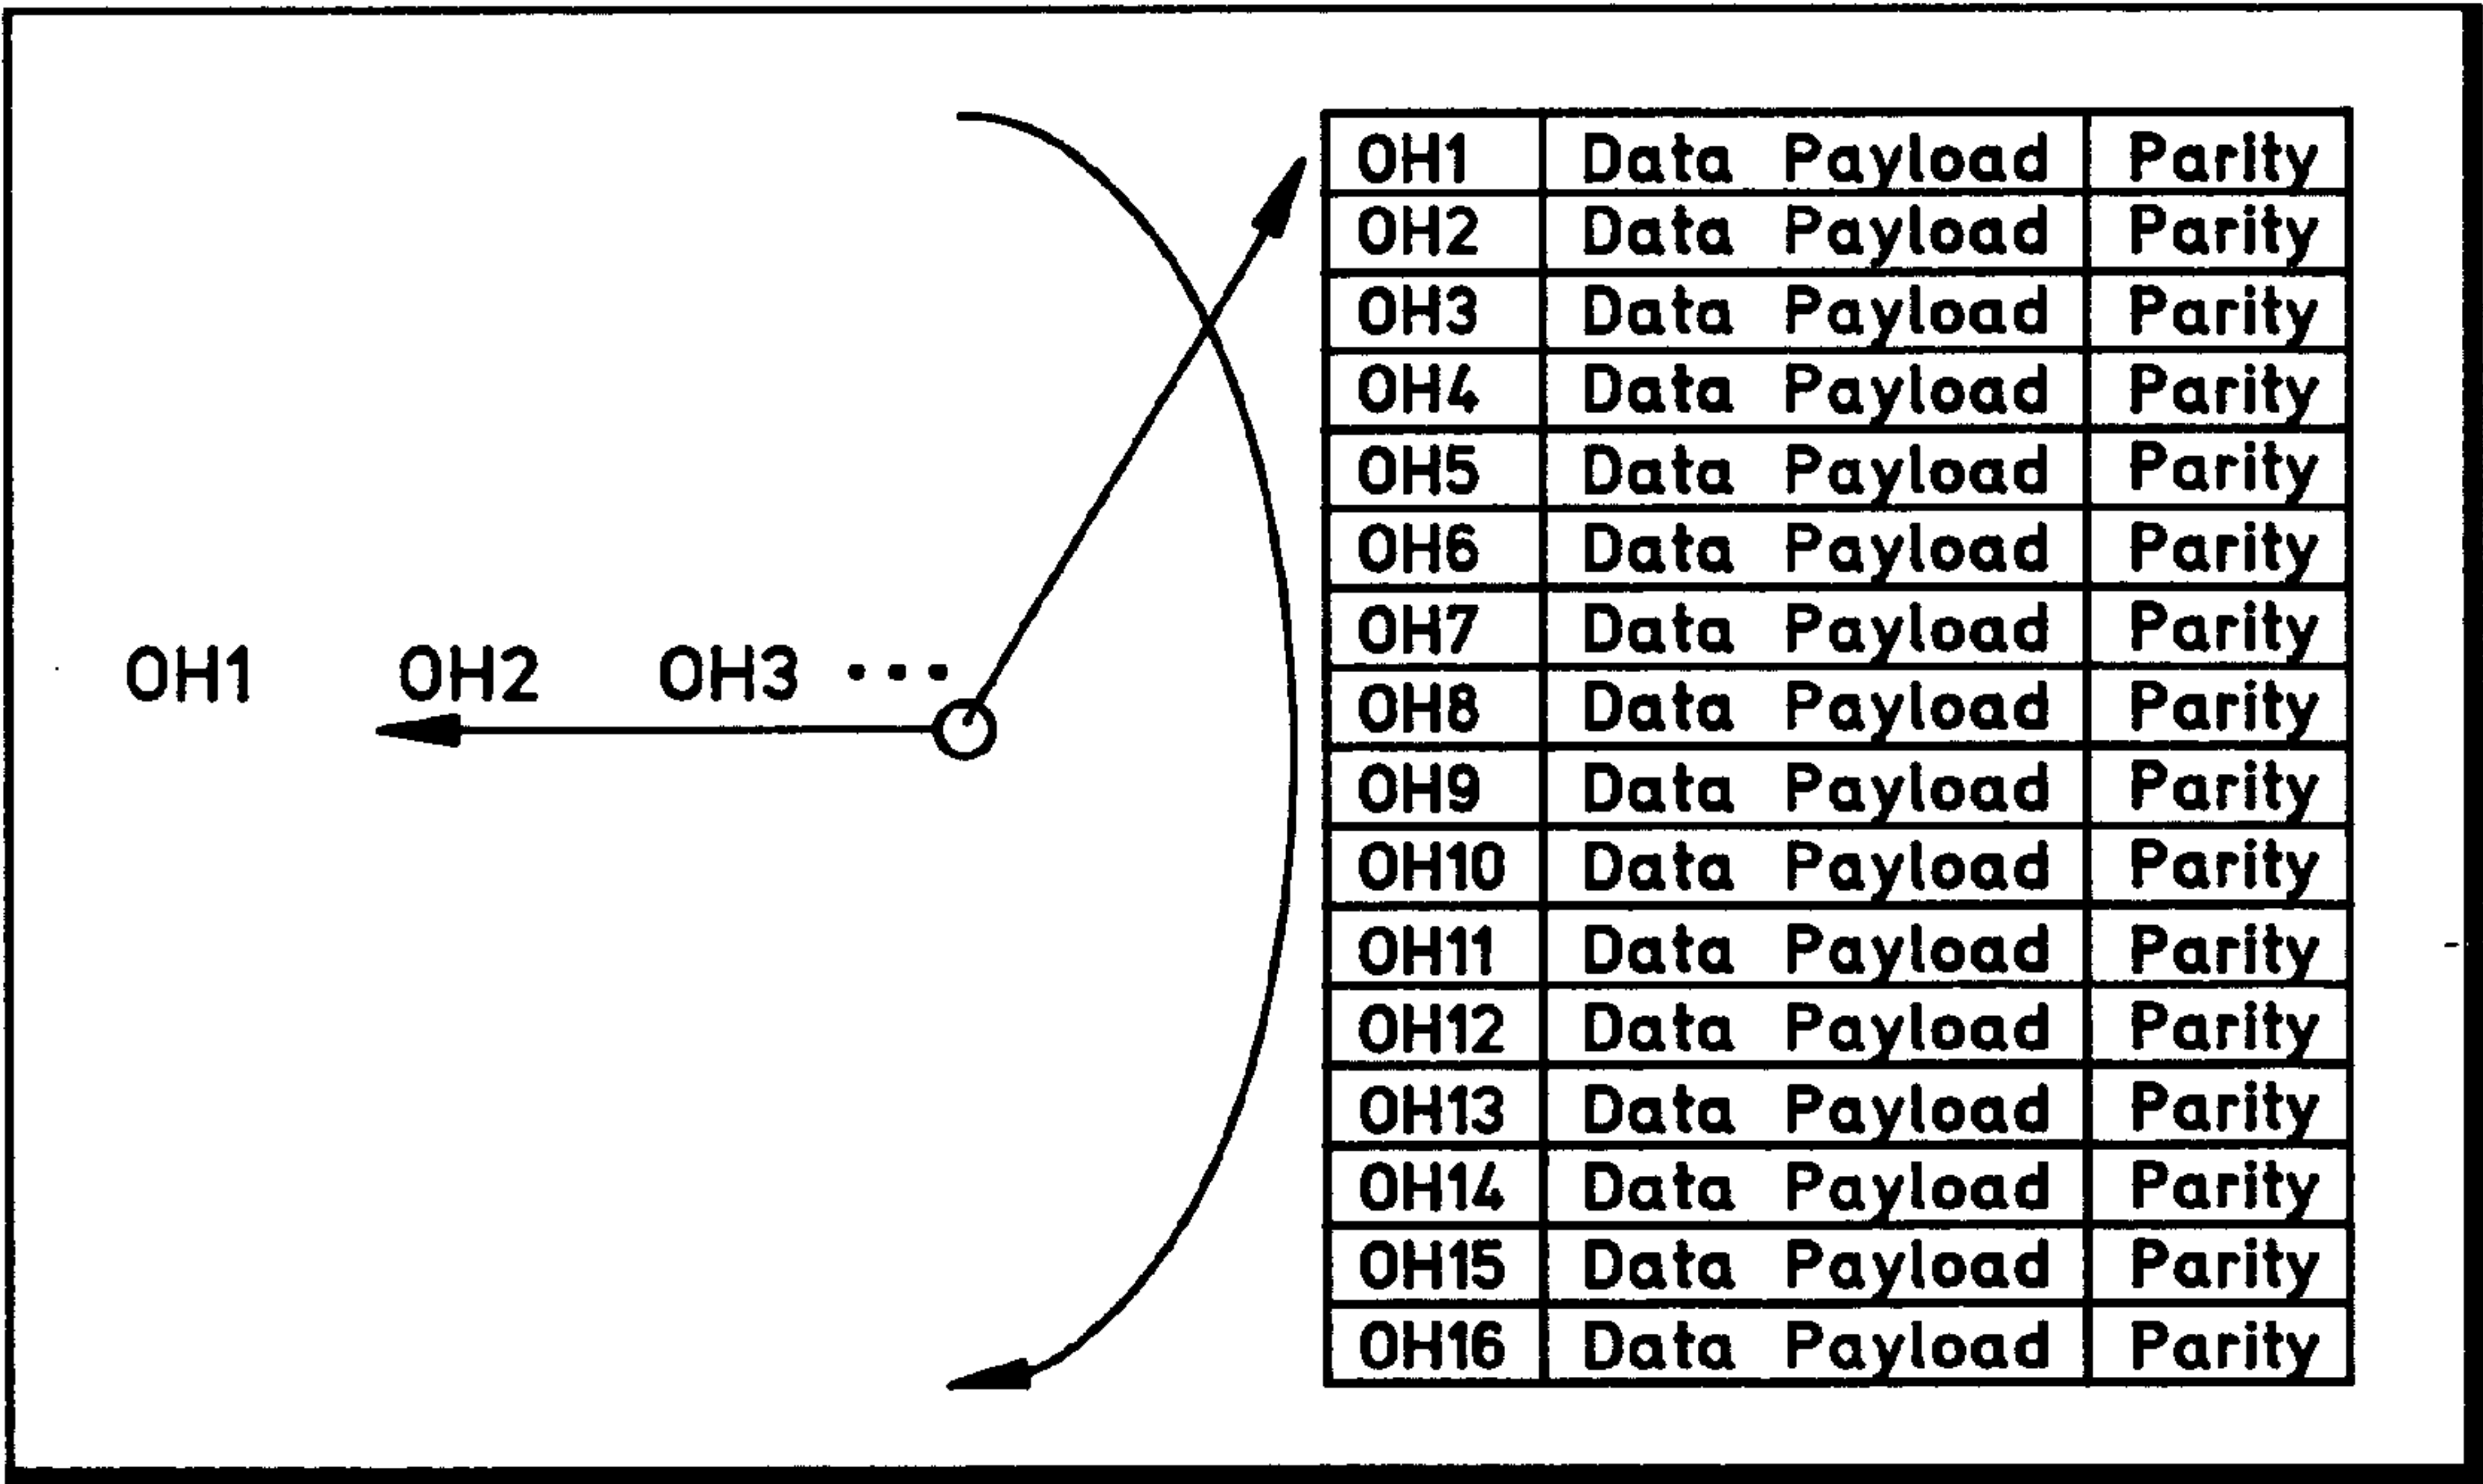 OH1 OH2 OH3 ...
OH1 Data Payload Parity
OH2 Data Payload Parity
OH3 Data Payload Parity
OH4 Data Payload Parity
OH5 Data Payload Parity
OH6 Data Payload Parity
OH7 Data Payload Parity
OH8 Data Payload Parity
OH9 Data Payload Parity
OH10 Data Payload Parity
OH11 Data Payload Parity
OH12 Data Payload Parity
OH13 Data Payload Parity
OH14 Data Payload Parity
OH15 Data Payload Parity
OH16 Data Payload Parity